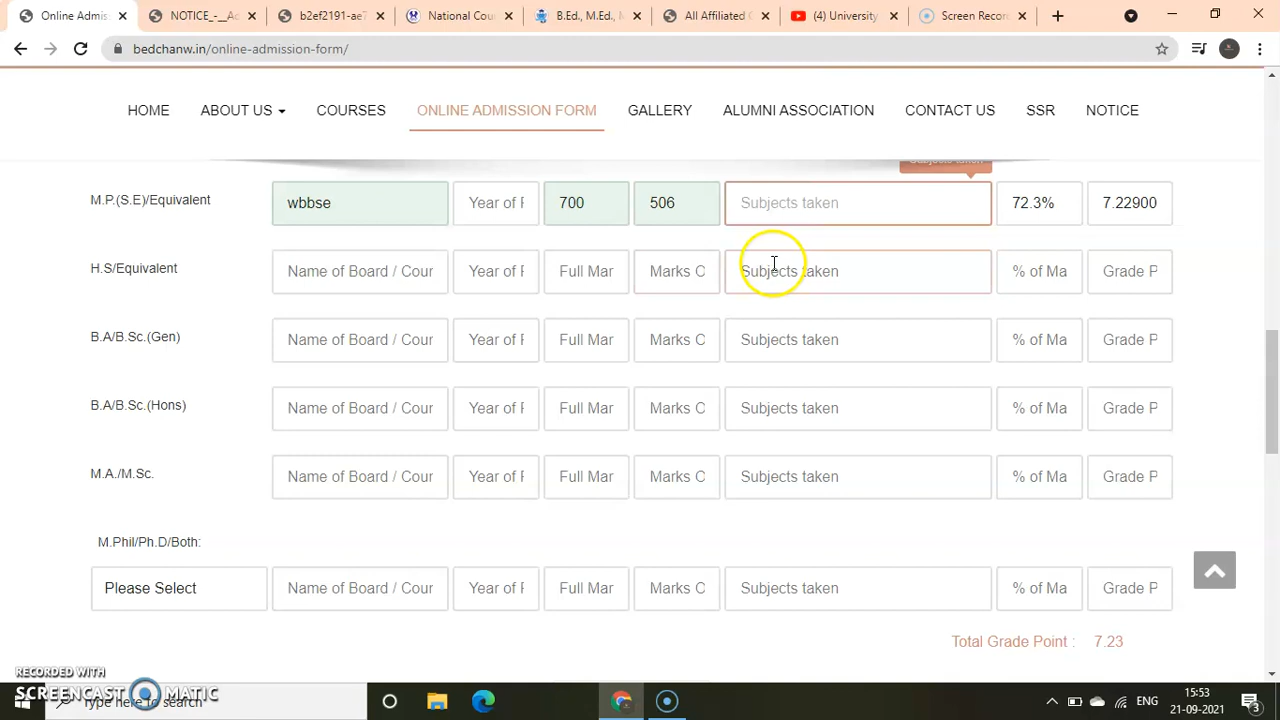 Online Admis
NOTICE_-__Ad
b2ef2191-ae7
National Cou
B.Ed., M.Ed., M
All Affiliated C
(4) University
Screen Recor
bedchanw.in/online-admission-form/
HOME ABOUT US COURSES ONLINE ADMISSION FORM GALLERY ALUMNI ASSOCIATION CONTACT US SSR NOTICE
M.P.(S.E)/Equivalent wbbse Year of F 700 506 Subjects taken 72.3% 7.22900
H.S/Equivalent Name of Board / Cour Year of F Full Mar Marks O Subjects taken % of Ma Grade P
B.A/B.Sc.(Gen) Name of Board / Cour Year of F Full Mar Marks O Subjects taken % of Ma Grade P
B.A/B.Sc.(Hons) Name of Board / Cour Year of F Full Mar Marks O Subjects taken % of Ma Grade P
M.A./M.Sc. Name of Board / Cour Year of F Full Mar Marks O Subjects taken % of Ma Grade P
M.Phil/Ph.D/Both:
Please Select Name of Board / Cour Year of F Full Mar Marks O Subjects taken % of Ma Grade P
Total Grade Point : 7.23
RECORDED WITH
SCREENCAST MATIC
Type here to search
ENG
15:53
21-09-2021
3